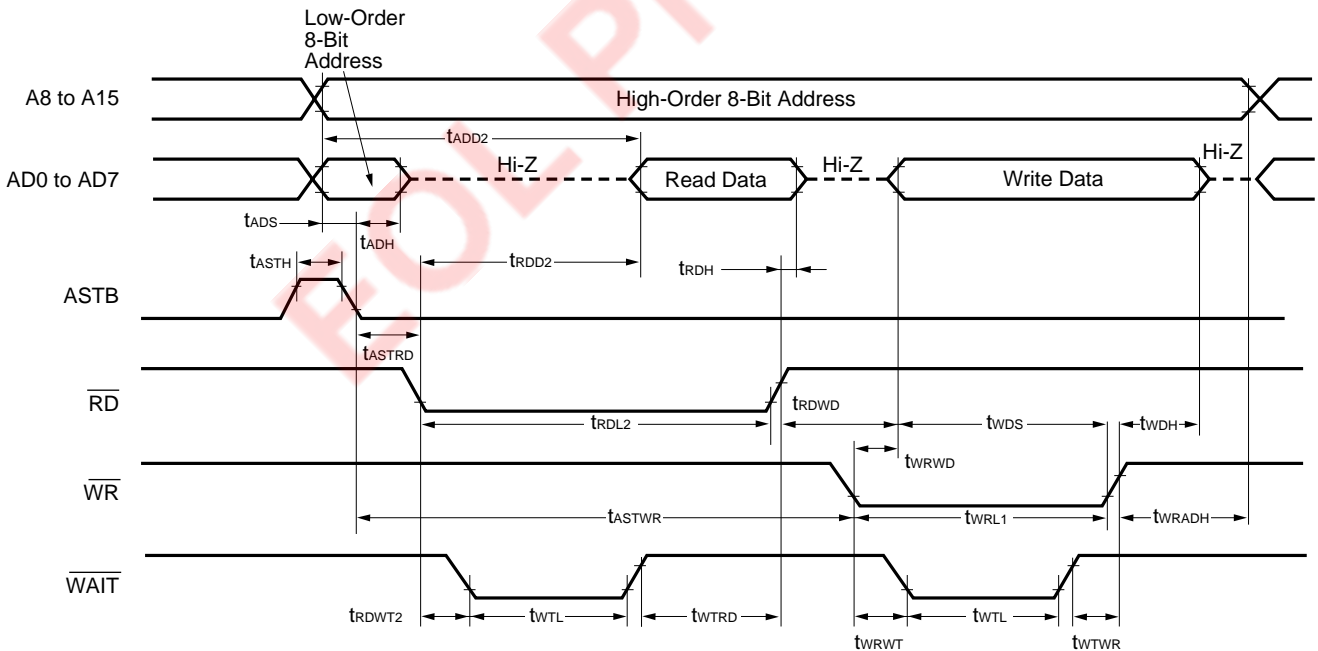 Low-Order
8-Bit
Address
A8 to A15
High-Order 8-Bit Address
tADD2
AD0 to AD7
Hi-Z
Read Data
Hi-Z
Write Data
Hi-Z
tADS
tADH
tASTH
tRDD2
tRDH
ASTB
tASTRD
RD
tRDL2
tRDWD
tWDS
tWDH
tWRWD
WR
tASTWR
tWRL1
tWRADH
WAIT
tRDWT2
tWTL
tWTRD
tWRWT
tWTL
tWTWR